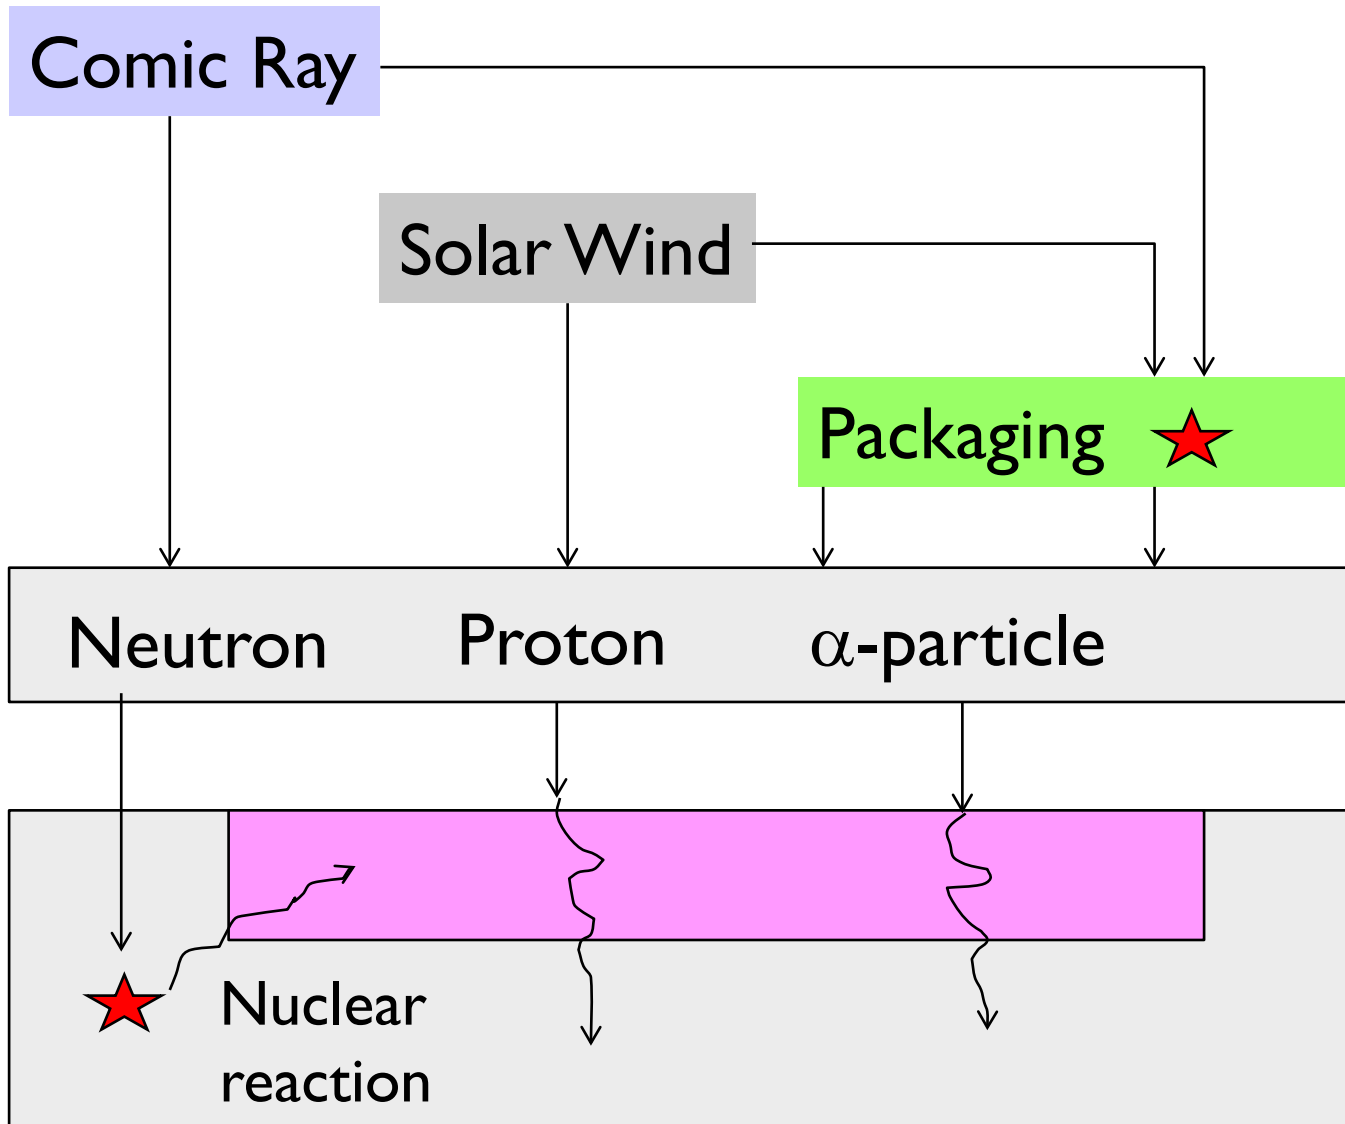 Comic Ray
Solar Wind
Packaging
Neutron
Proton
α-particle
Nuclear
reaction